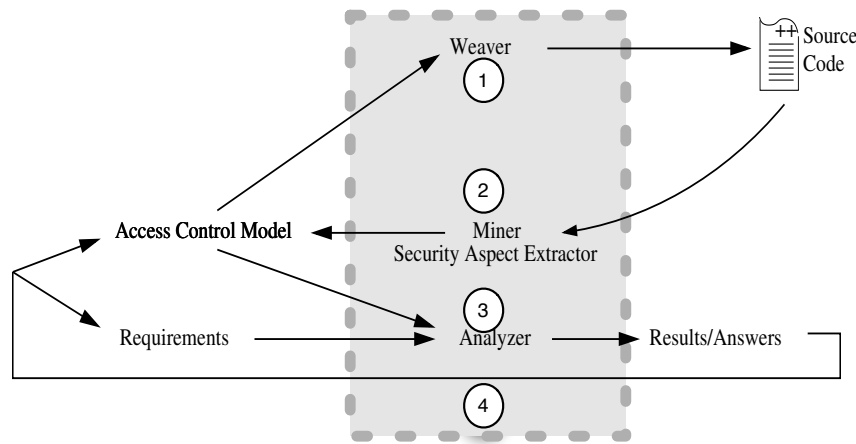 Weaver
++ Source
Code
1
2
Access Control Model
Miner
Security Aspect Extractor
3
Requirements
Analyzer
Results/Answers
4